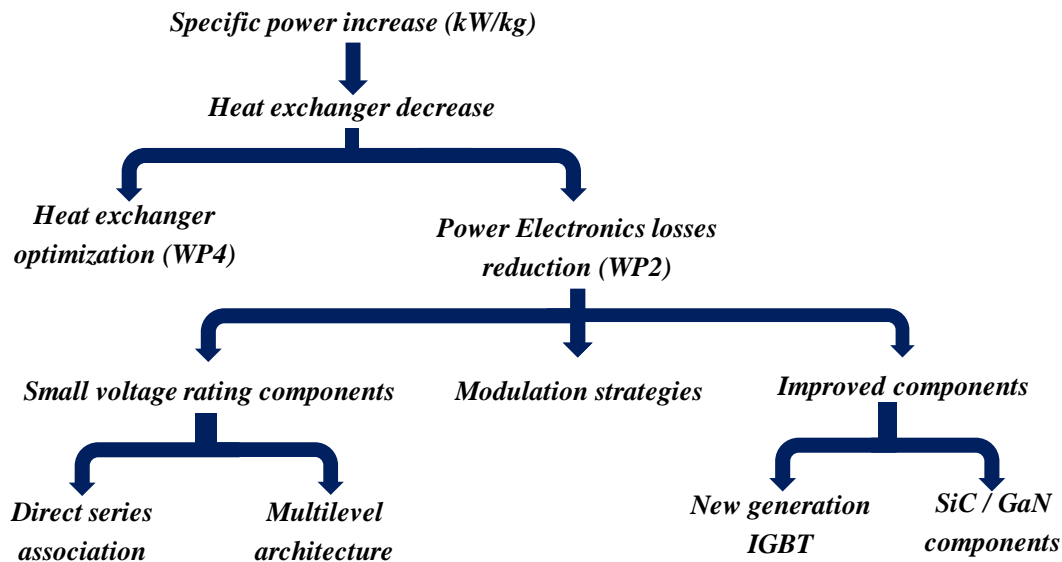 Specific power increase (kW/kg)
Heat exchanger decrease
Heat exchanger
optimization (WP4)
Power Electronics losses
reduction (WP2)
Small voltage rating components
Modulation strategies
Improved components
Direct series
association
Multilevel
architecture
New generation
IGBT
SiC / GaN
components